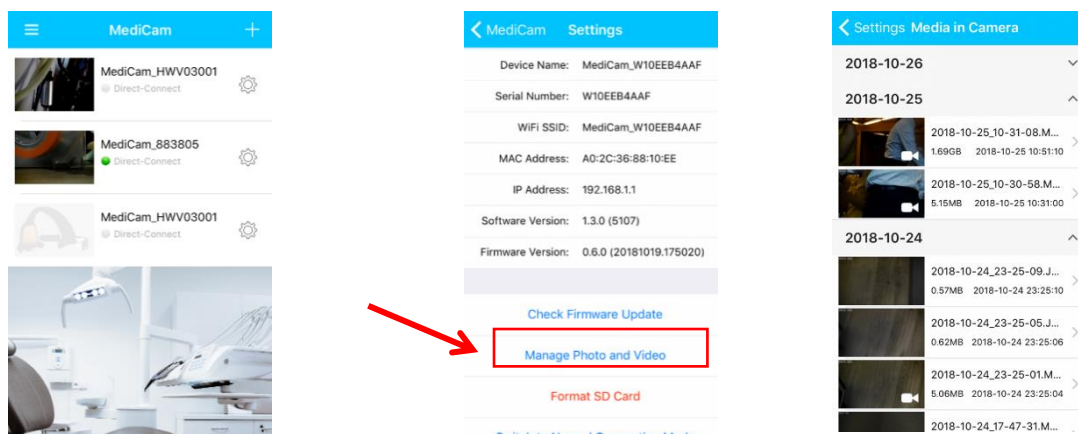 MediCam
MediCam_HWV03001
Direct-Connect
MediCam_883805
Direct-Connect
MediCam_HWV03001
Direct-Connect
MediCam Settings
Device Name: MediCam_W10EEB4AAF
Serial Number: W10EEB4AAF
WiFi SSID: MediCam_W10EEB4AAF
MAC Address: A0:2C:36:88:10:EE
IP Address: 192.168.1.1
Software Version: 1.3.0 (5107)
Firmware Version: 0.6.0 (20181019.175020)
Check Firmware Update
Manage Photo and Video
Format SD Card
Settings Media in Camera
2018-10-26
2018-10-25
2018-10-25_10-31-08.M...
1.69GB 2018-10-25 10:51:10
2018-10-25_10-30-58.M...
5.15MB 2018-10-25 10:31:00
2018-10-24
2018-10-24_23-25-09.J...
0.57MB 2018-10-24 23:25:10
2018-10-24_23-25-05.J...
0.62MB 2018-10-24 23:25:06
2018-10-24_23-25-01.M...
5.06MB 2018-10-24 23:25:04
2018-10-24_17-47-31.M...